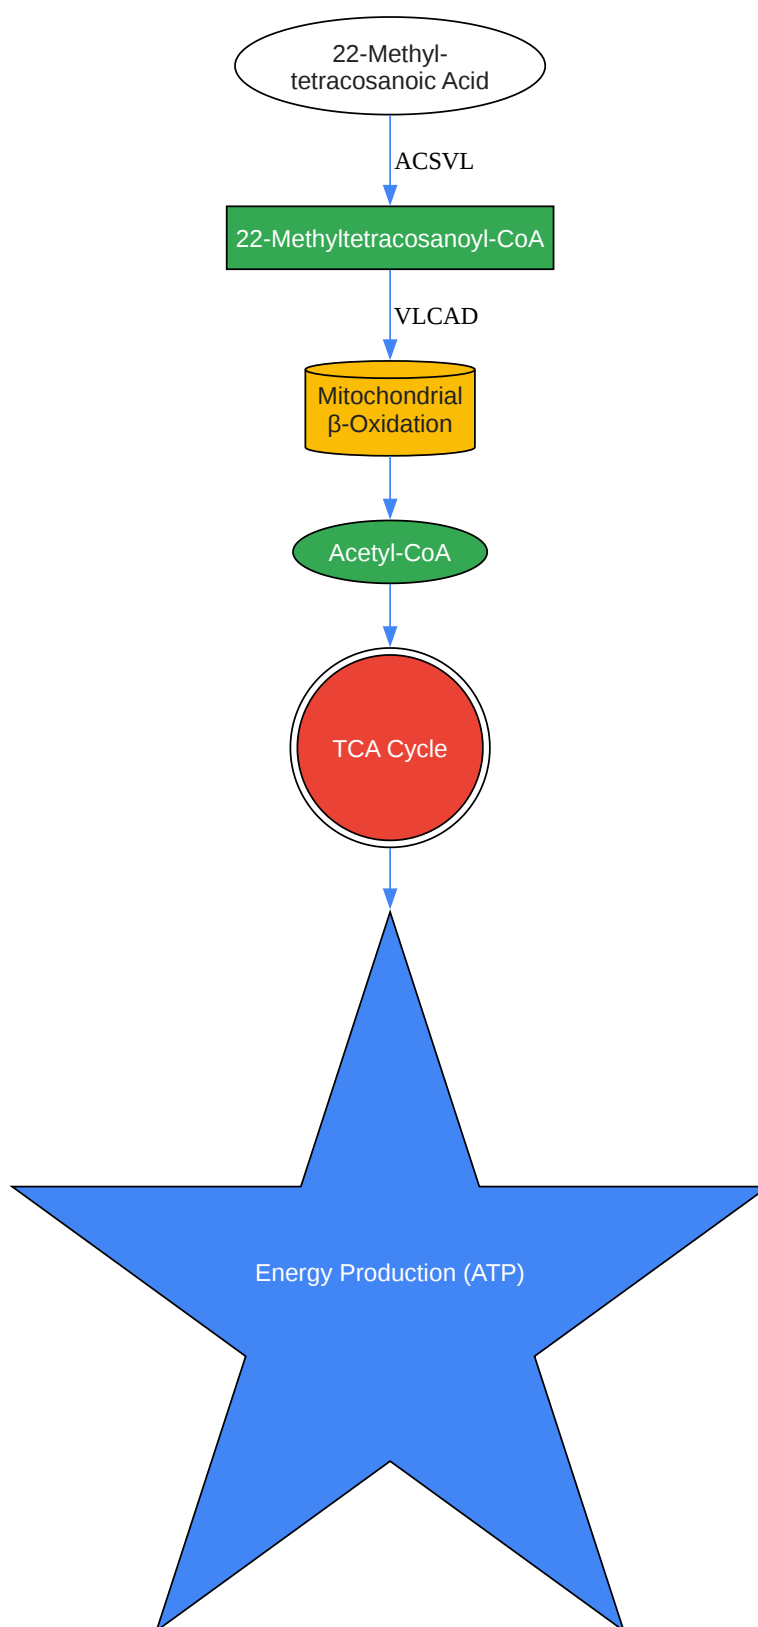 22-Methyl-
tetracosanoic Acid
ACSVL
22-Methyltetracosanoyl-CoA
VLCAD
Mitochondrial
β-Oxidation
Acetyl-CoA
TCA Cycle
Energy Production (ATP)